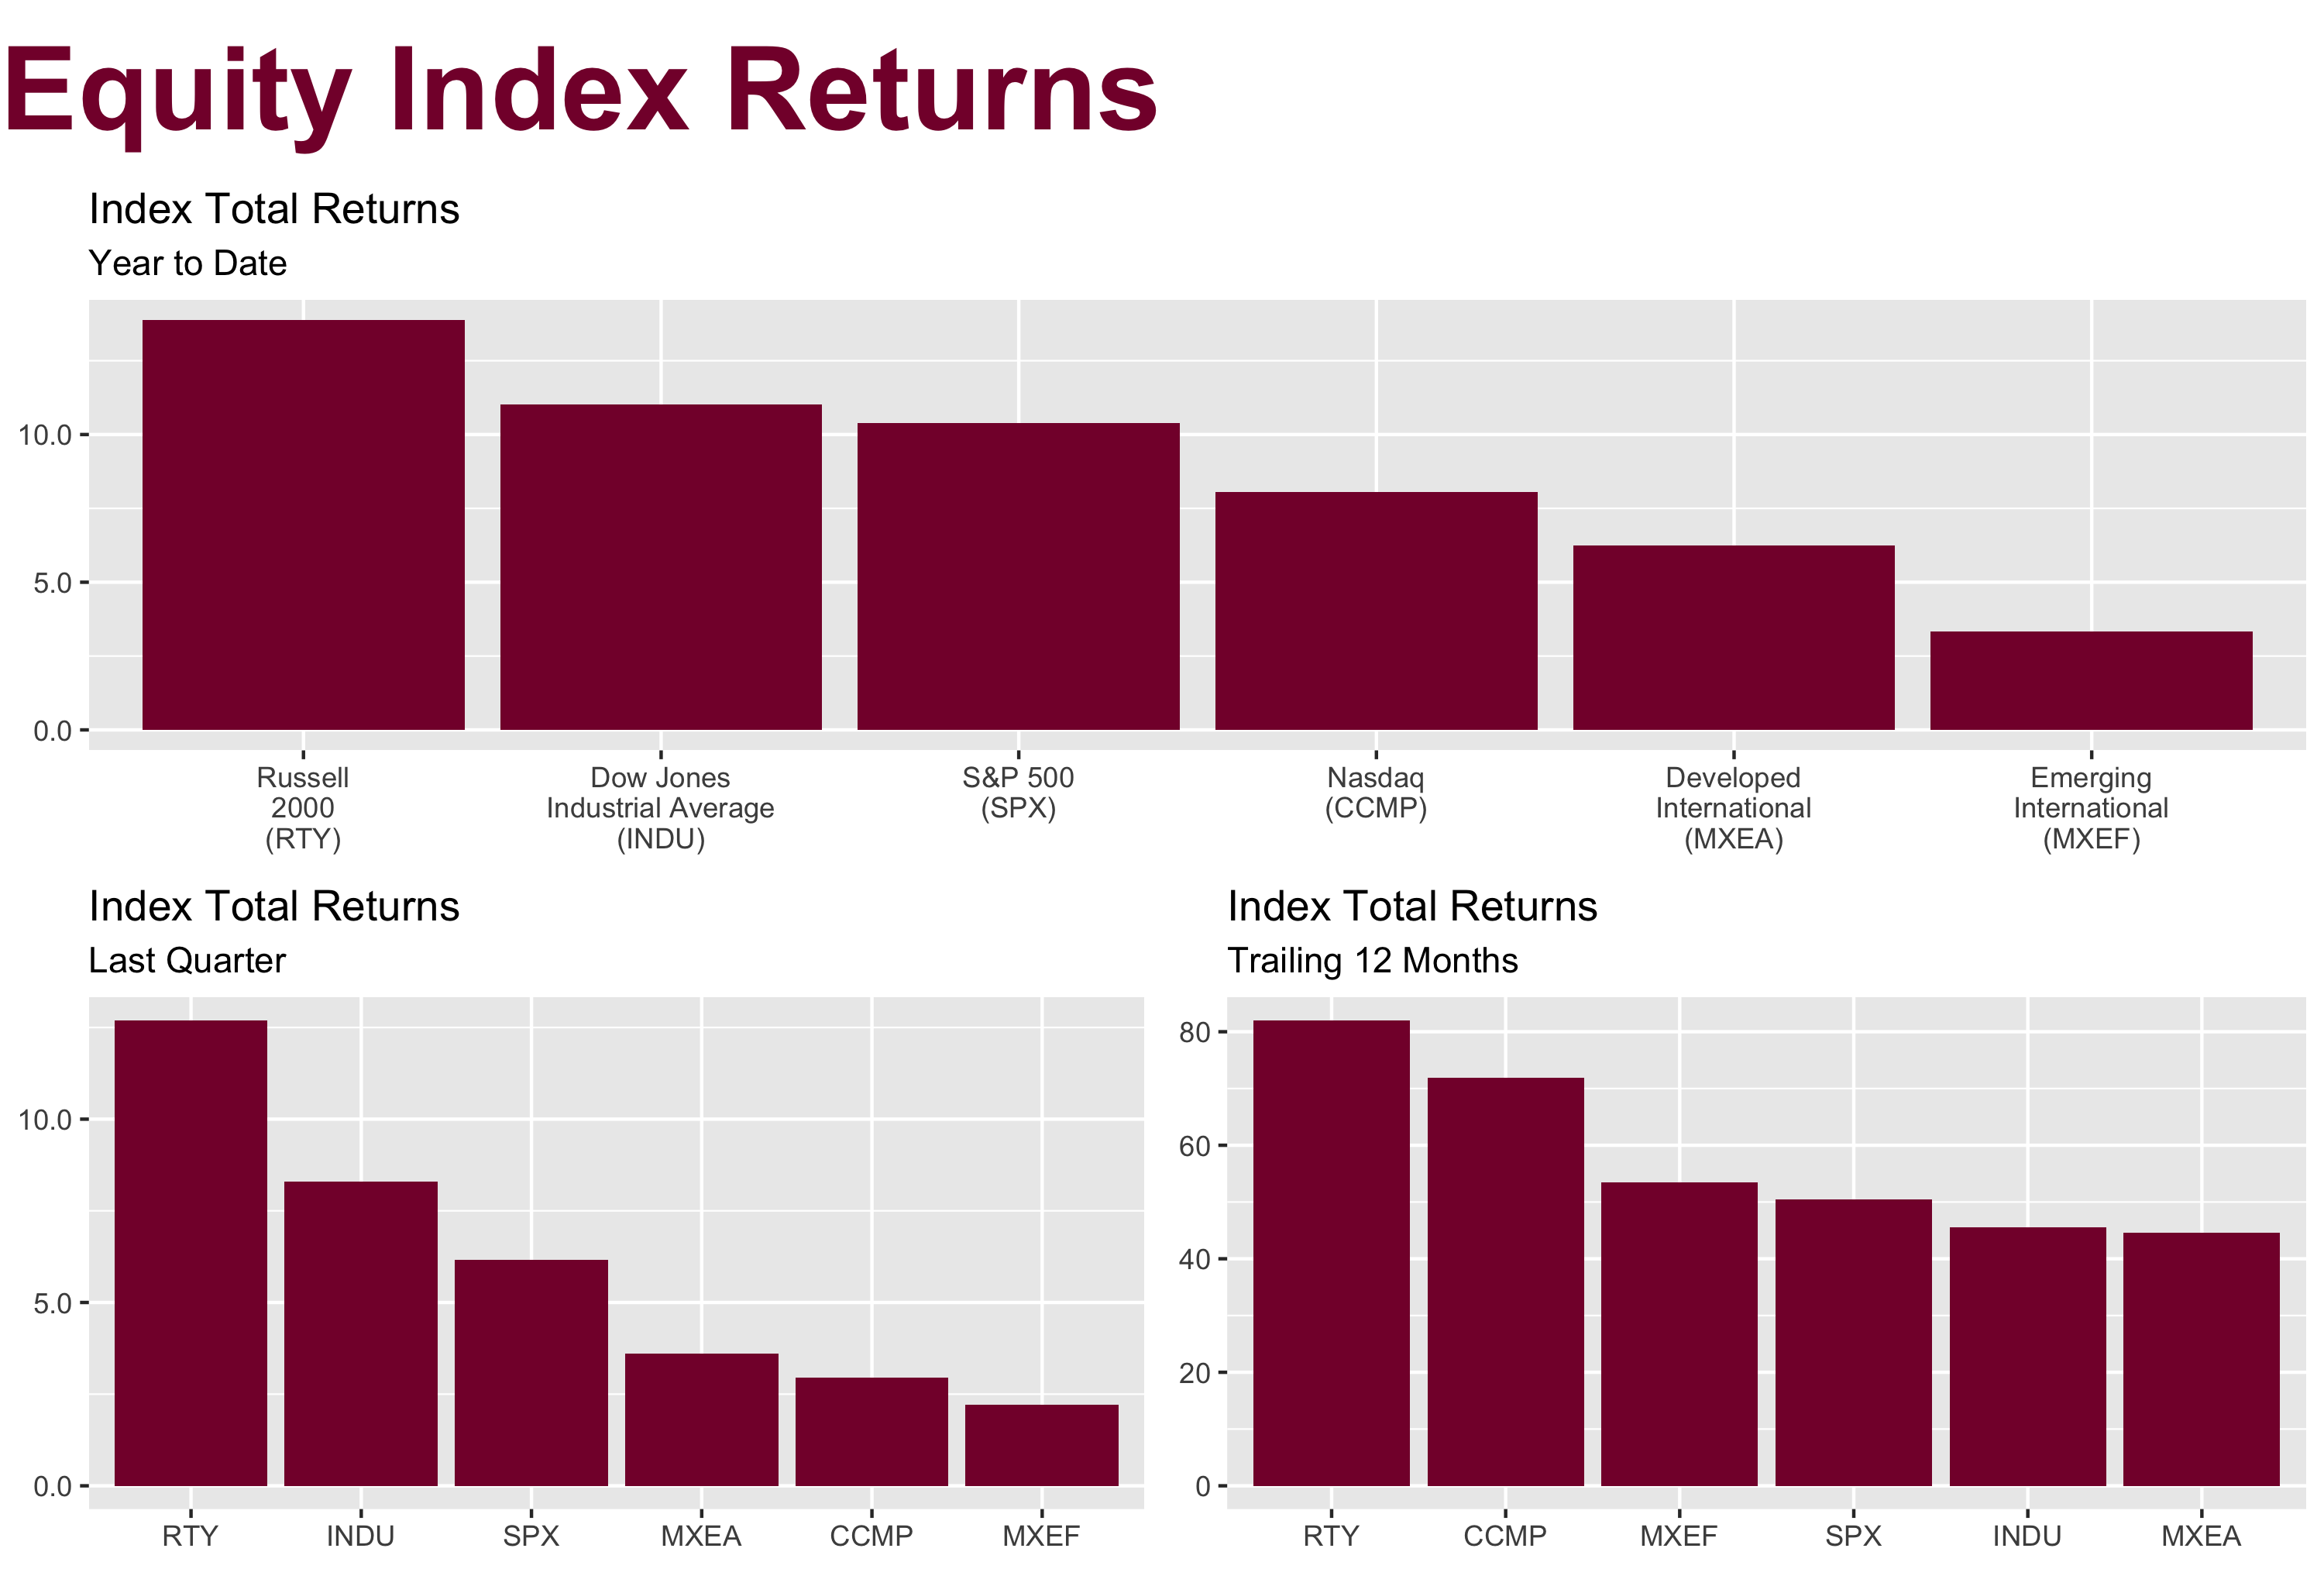 Equity Index Returns
Index Total Returns
Year to Date
10.0
5.0
0.0
Russell
2000
(RTY)
Dow Jones
Industrial Average
(INDU)
S&P 500
(SPX)
Nasdaq
(CCMP)
Developed
International
(MXEA)
Emerging
International
(MXEF)
Index Total Returns
Last Quarter
10.0
5.0
0.0
RTY
INDU
SPX
MXEA
CCMP
MXEF
Index Total Returns
Trailing 12 Months
80
60
40
20
0
RTY
CCMP
MXEF
SPX
INDU
MXEA